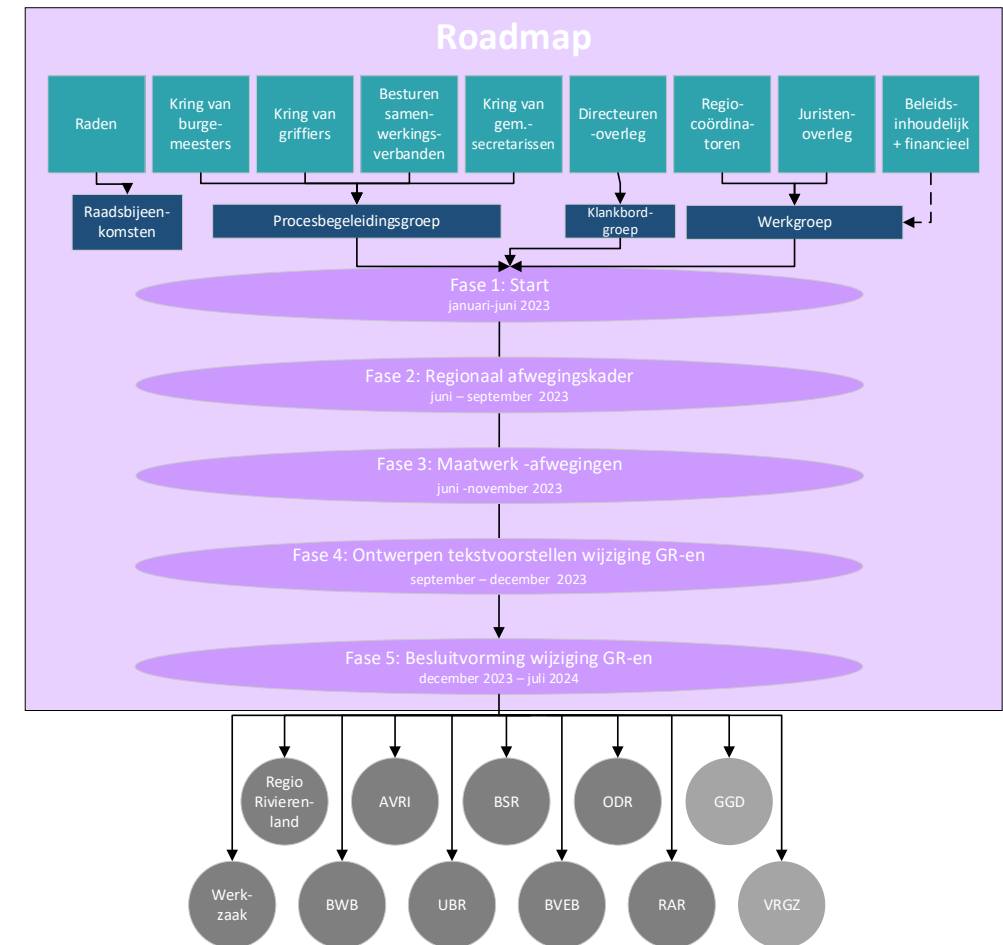 Roadmap
Raden
Kring van
burge-
meesters
Kring van
griffiers
Besturen
samen-
werkings-
verbanden
Kring van
gem.-
secretarissen
Directeuren
-overleg
Regio-
coördina-
toren
Juristen-
overleg
Beleids-
inhoudelijk
+ financieel
Raadsbijeen-
komsten
Procesbegeleidingsgroep
Klankbord-
groep
Werkgroep
Fase 1: Start
januari-juni 2023
Fase 2: Regionaal afwegingskader
juni – september 2023
Fase 3: Maatwerk -afwegingen
juni -november 2023
Fase 4: Ontwerpen tekstvoorstellen wijziging GR-en
september – december 2023
Fase 5: Besluitvorming wijziging GR-en
december 2023 – juli 2024
Regio
Rivieren-
land
AVRI
BSR
ODR
GGD
Werk-
zaak
BWB
UBR
BVEB
RAR
VRGZ